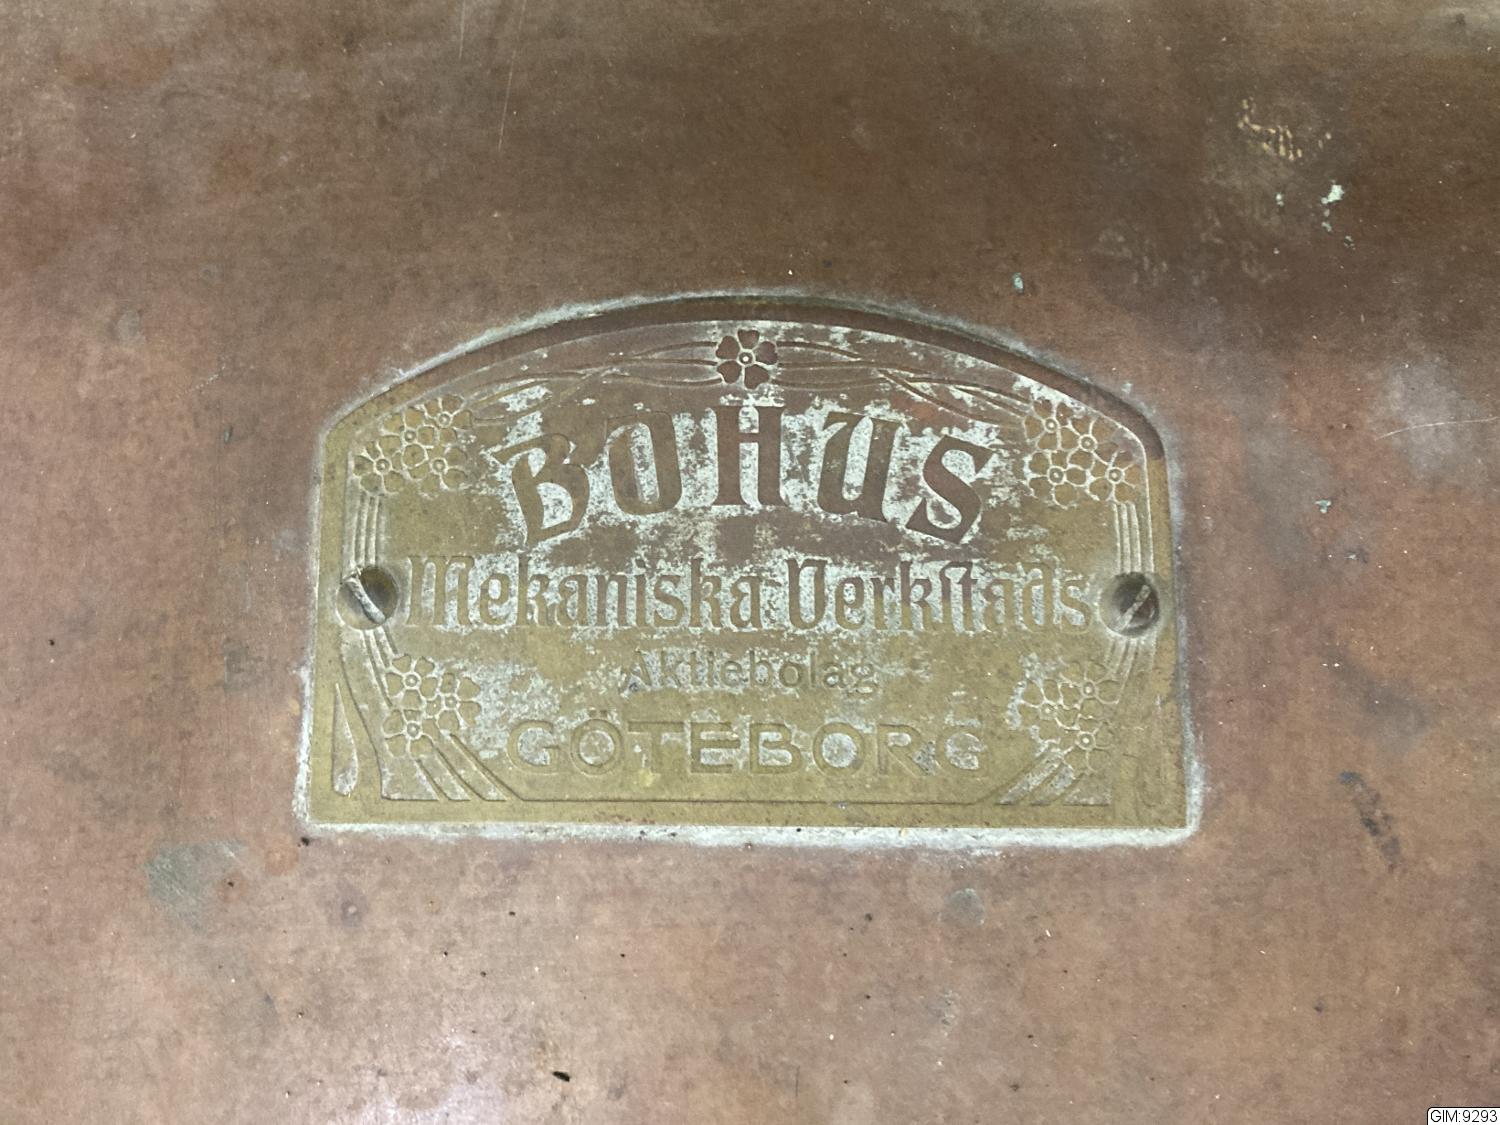 BOHUS
Mekaniska Verkstads
Aktiebolag
GÖTEBORG
GIM:9293